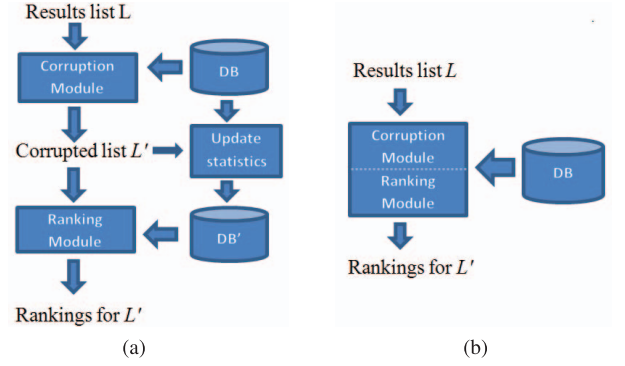 Results list L
Corruption
Module
DB
Corrupted list L'
Update
statistics
Ranking
Module
DB'
Rankings for L'
(a)
Results list L
Corruption
Module
Ranking
Module
DB
Rankings for L'
(b)